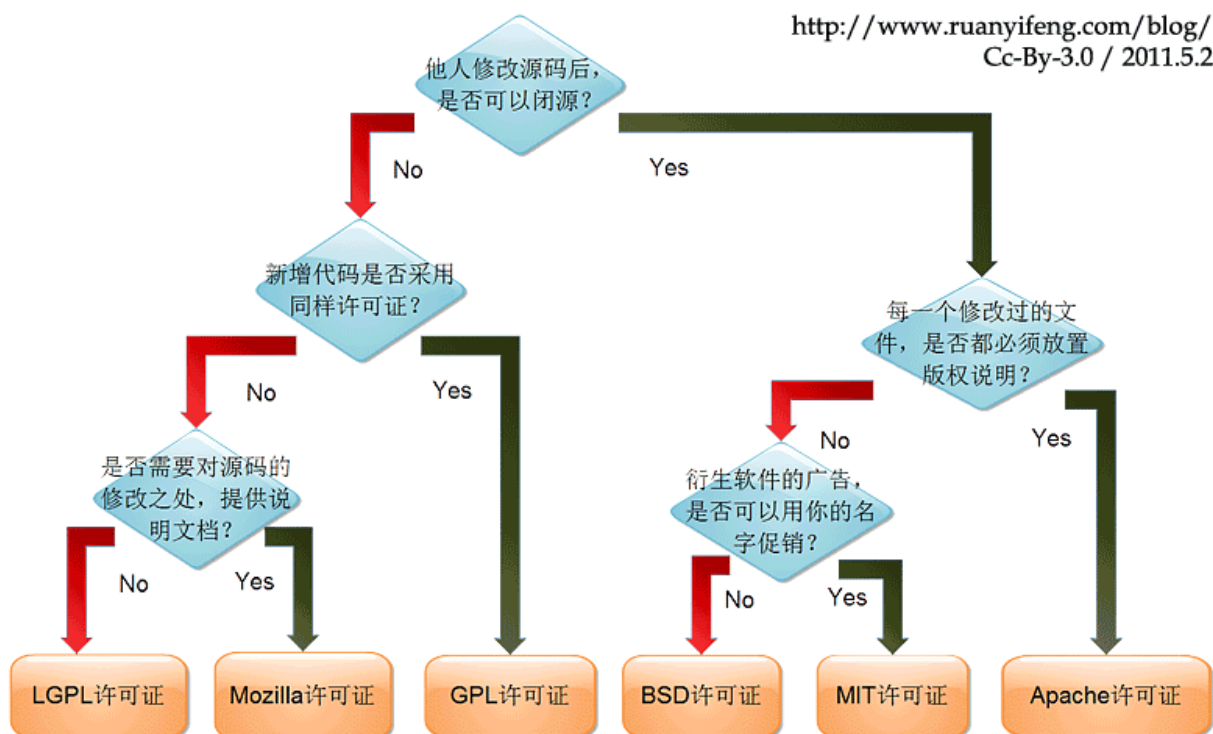 http://www.ruanyifeng.com/blog/
Cc-By-3.0 / 2011.5.2
他人修改源码后，
是否可以闭源？
No
Yes
新增代码是否采用
同样许可证？
每一个修改过的文
件，是否都必须放置
版权说明？
No
Yes
No
Yes
是否需要对源码的
修改之处，提供说
明文档？
衍生软件的广告，
是否可以用你的名
字促销？
No
Yes
No
Yes
LGPL许可证
Mozilla许可证
GPL许可证
BSD许可证
MIT许可证
Apache许可证